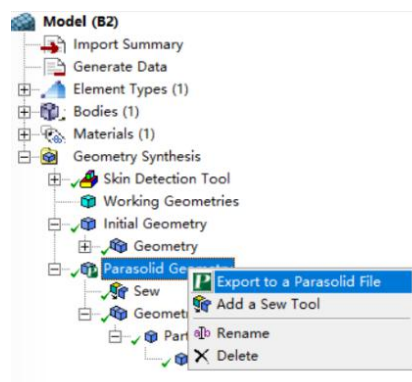 Model (B2)
Import Summary
Generate Data
Element Types (1)
Bodies (1)
Materials (1)
Geometry Synthesis
Skin Detection Tool
Working Geometries
Initial Geometry
Geometry
Parasolid Geometry
Export to a Parasolid File
Sew
Add a Sew Tool
Geomet
Rename
Part
Delete